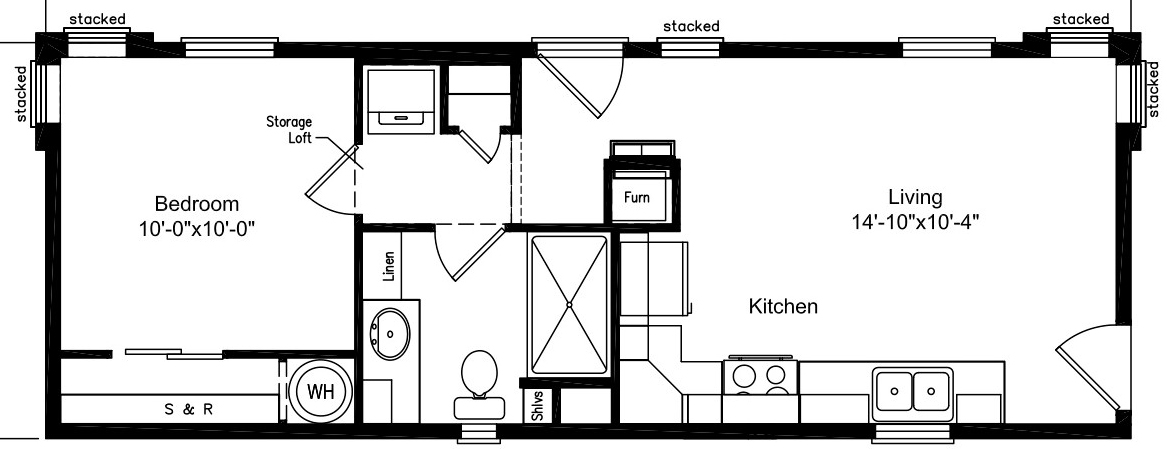 stacked
stacked
stacked
stacked
stacked
Storage
Loft
Bedroom
10'-0"x10'-0"
Furn
Living
14'-10"x10'-4"
Linen
Kitchen
WH
S & R
Shlvs